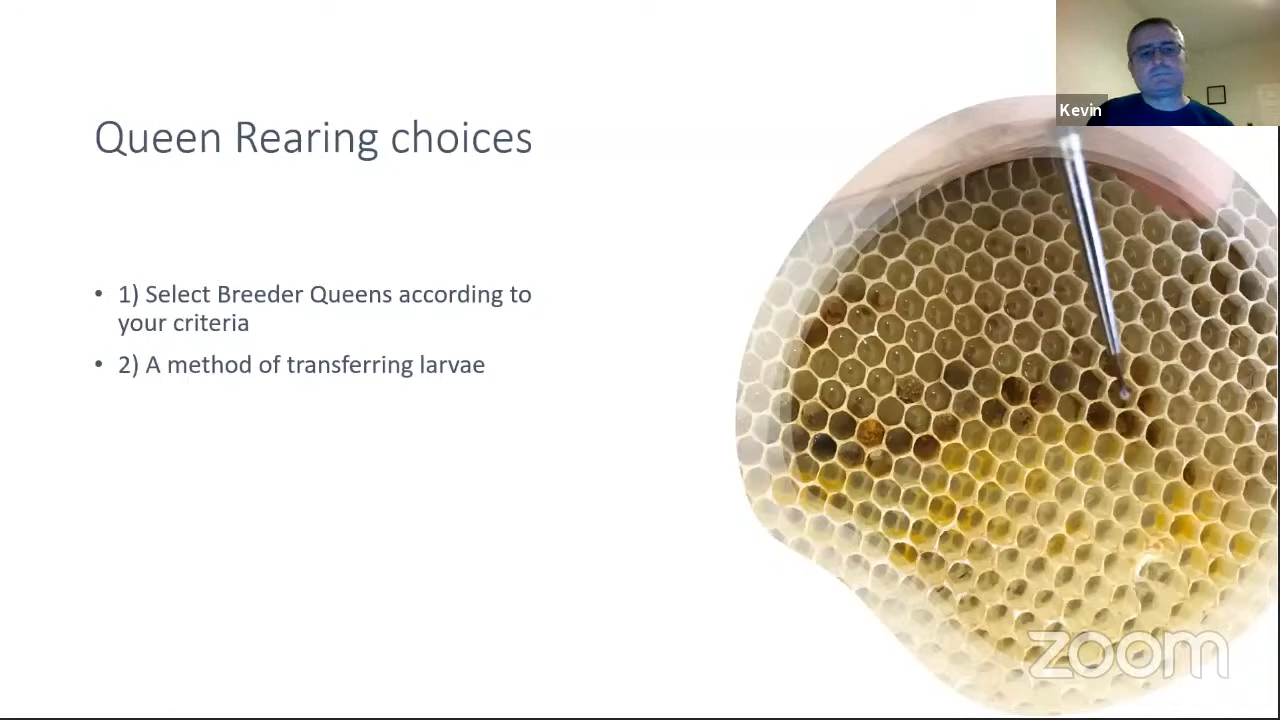 Kevin
Queen Rearing choices
• 1) Select Breeder Queens according to
your criteria
• 2) A method of transferring larvae
zoom